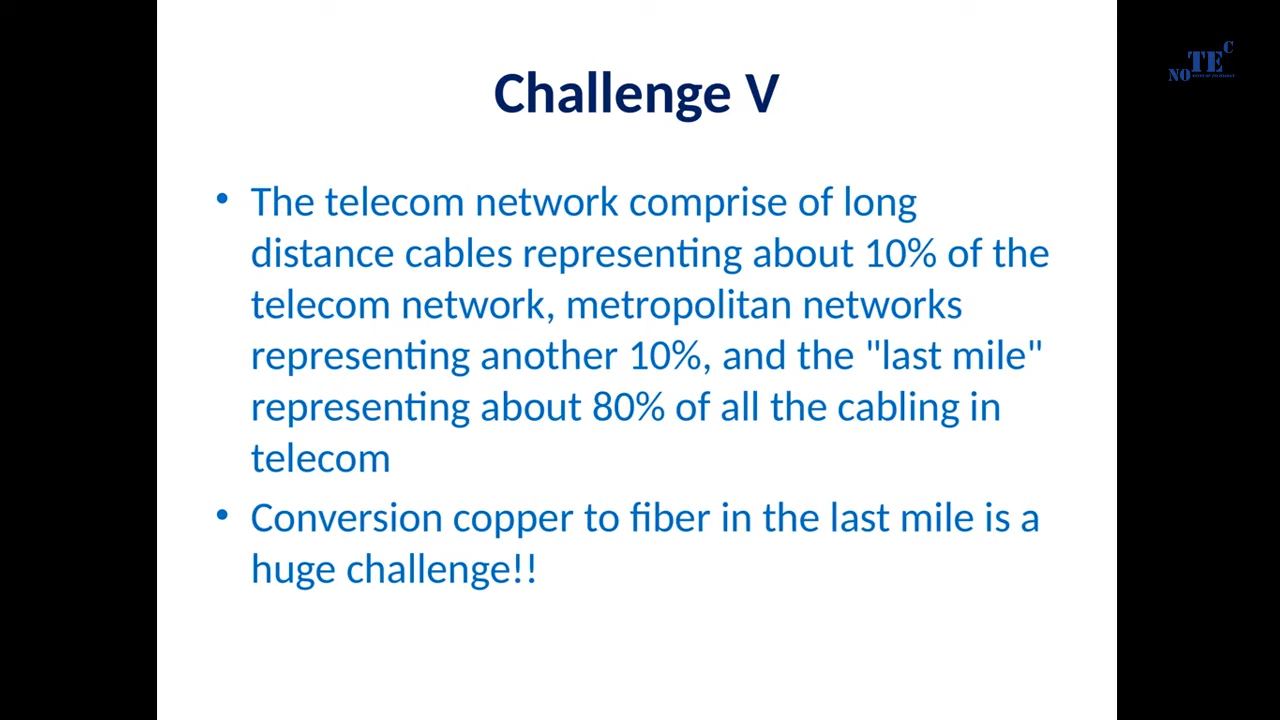 Challenge V
• The telecom network comprise of long
distance cables representing about 10% of the
telecom network, metropolitan networks
representing another 10%, and the "last mile"
representing about 80% of all the cabling in
telecom
• Conversion copper to fiber in the last mile is a
huge challenge!!
NOTEC